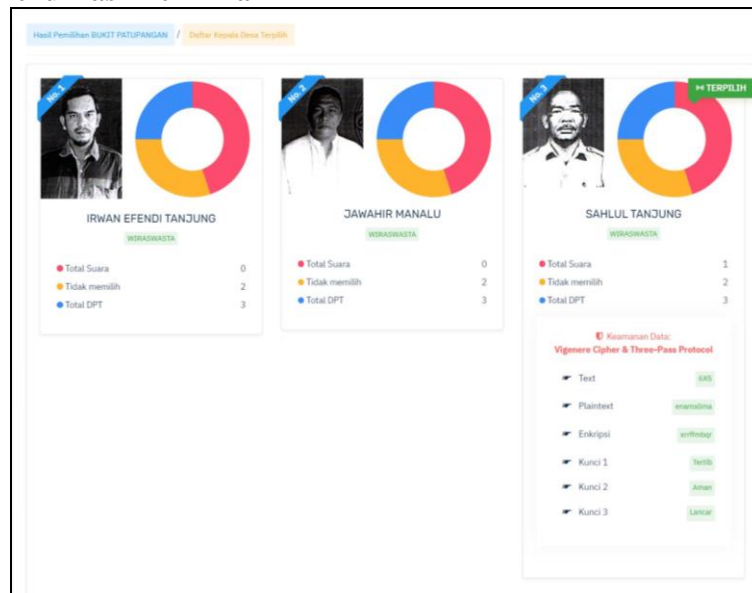 Hasil Pemilihan BUKIT PATUPANGAN / Daftar Kepala Desa Terpilih
No. 1
IRWAN EFENDI TANJUNG
WIRASWASTA
Total Suara 0
Tidak memilih 2
Total DPT 3
No. 2
JAWAHIR MANALU
WIRASWASTA
Total Suara 0
Tidak memilih 2
Total DPT 3
No. 3
TERPILIH
SAHLUL TANJUNG
WIRASWASTA
Total Suara 1
Tidak memilih 2
Total DPT 3
Keamanan Data:
Vigenere Cipher & Three-Pass Protocol
Text
Plaintext
Enkripsi
Kunci 1 Tertib
Kunci 2 Aman
Kunci 3 Lancar